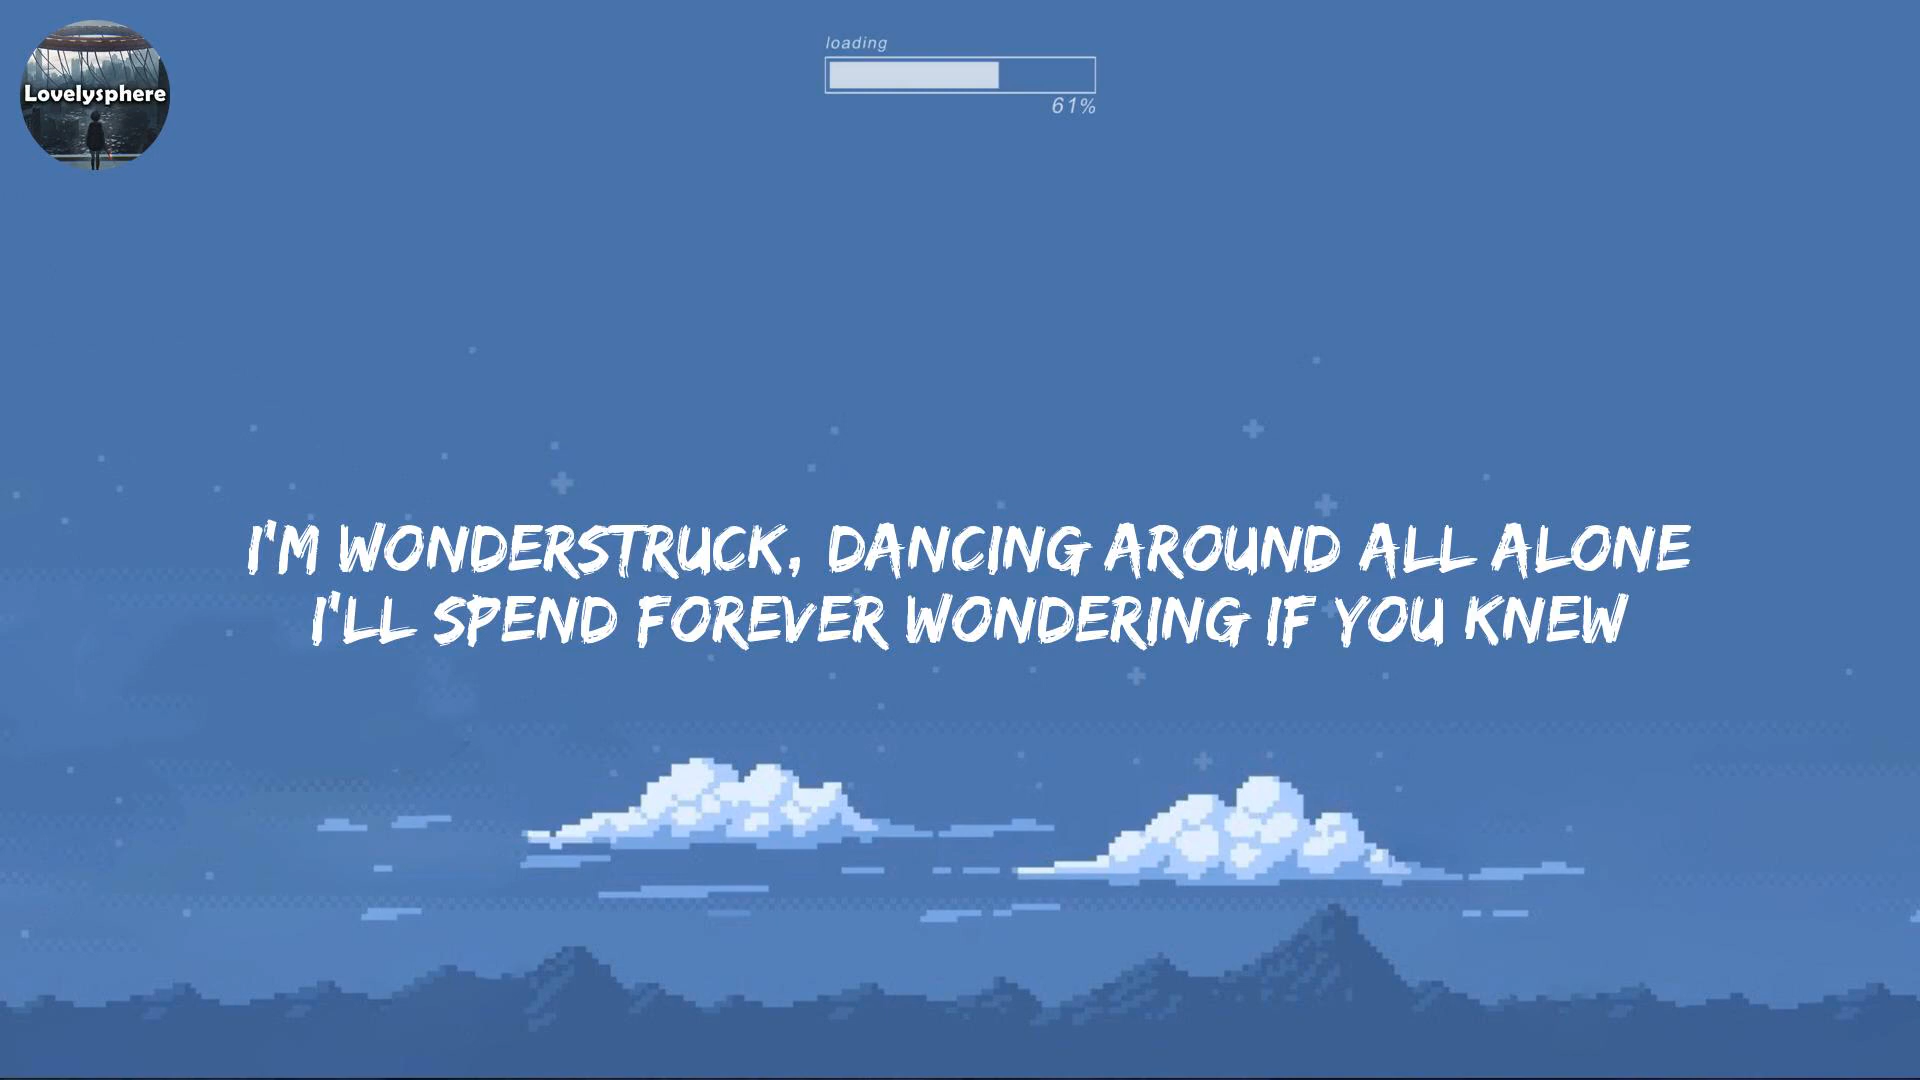 Lovelysphere
loading
61%
I'M WONDERSTRUCK, DANCING AROUND ALL ALONE
I'LL SPEND FOREVER WONDERING IF YOU KNEW